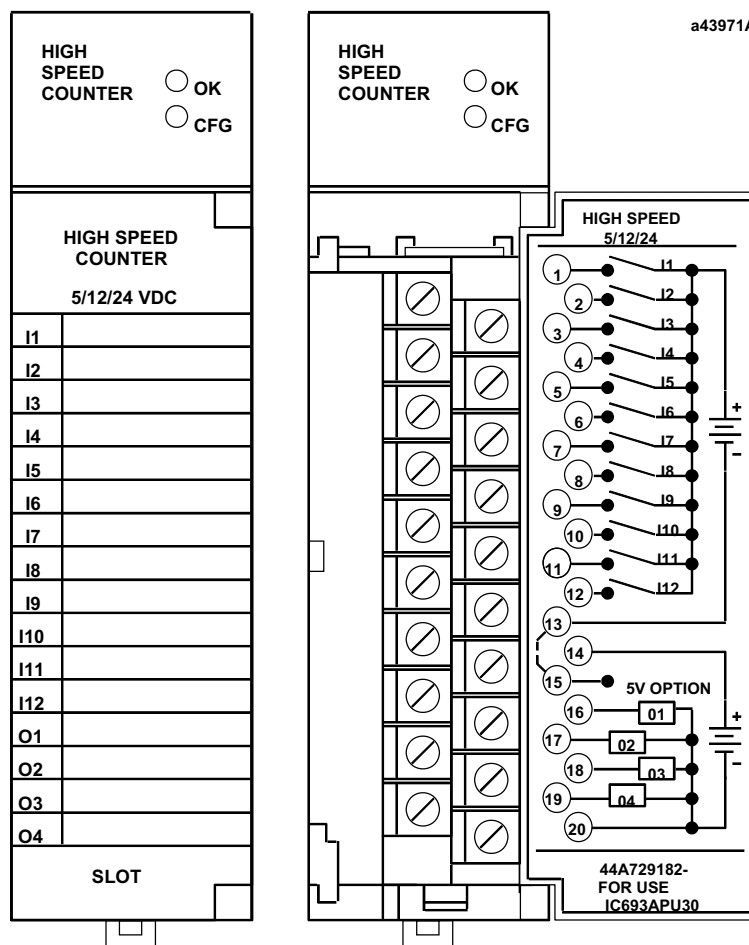 a43971A
HIGH
SPEED
COUNTER
OK
CFG
HIGH SPEED
COUNTER
5/12/24 VDC
I1
I2
I3
I4
I5
I6
I7
I8
I9
I10
I11
I12
O1
O2
O3
O4
SLOT
HIGH
SPEED
COUNTER
OK
CFG
HIGH SPEED
5/12/24
1 I1
2 I2
3 I3
4 I4
5 I5
6 I6
7 I7
8 I8
9 I9
10 I10
11 I11
12 I12
+
−
13
14
15 5V OPTION
16 01
17 02
18 03
19 04
20
+
−
44A729182-
FOR USE
IC693APU30